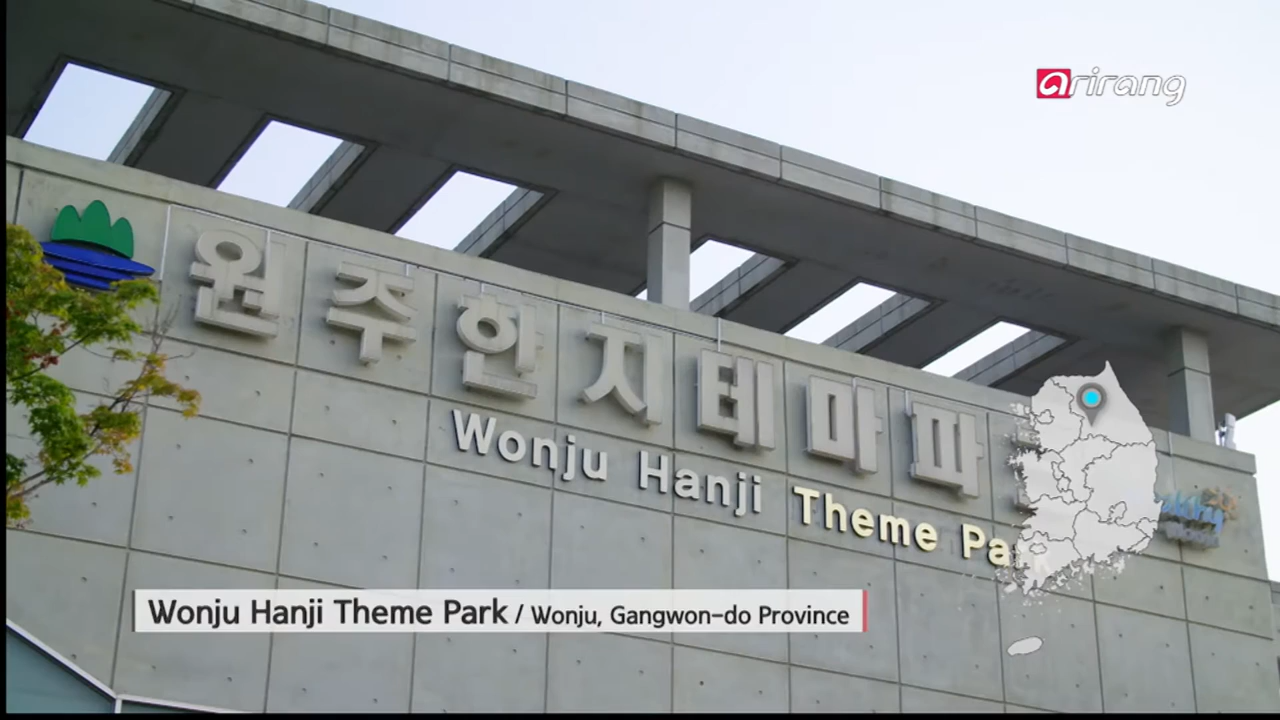 arirang
원주한지테마파
Wonju Hanji Theme Park
Wonju Hanji Theme Park / Wonju, Gangwon-do Province